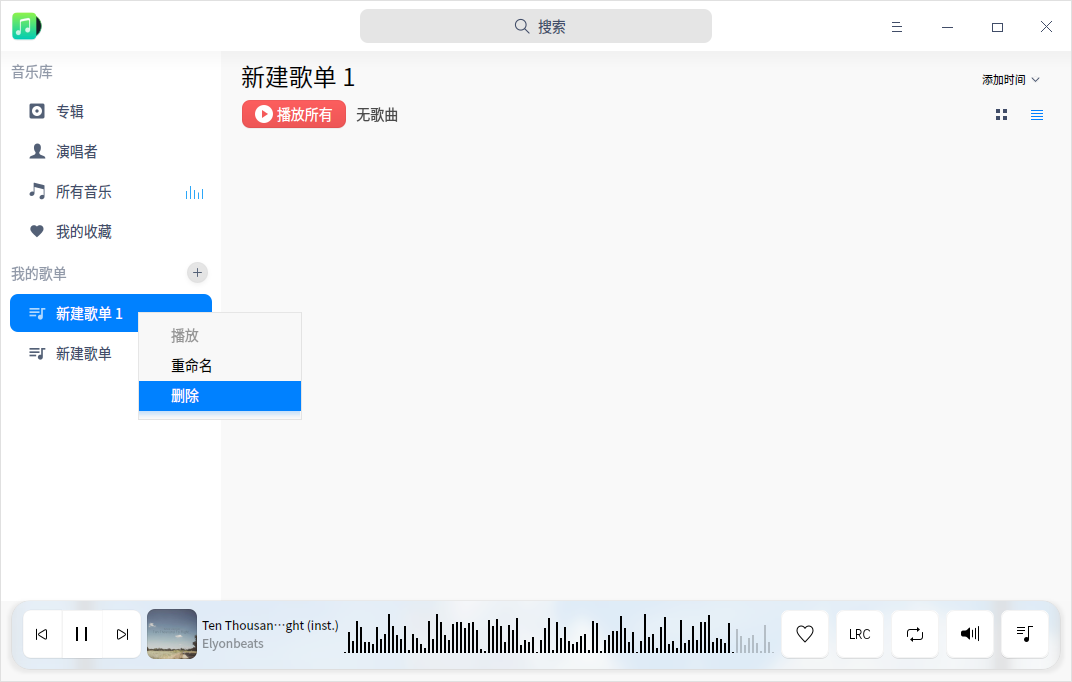 搜索
音乐库
专辑
演唱者
所有音乐
我的收藏
我的歌单
新建歌单 1
新建歌单
播放
重命名
删除
新建歌单 1
添加时间
播放所有
无歌曲
Ten Thousan···ght (inst.)
Elyonbeats
LRC